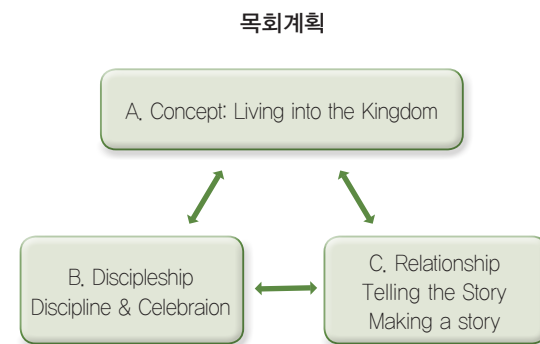 목회계획
A. Concept: Living into the Kingdom
B. Discipleship
Discipline & Celebraion
C. Relationship
Telling the Story
Making a story